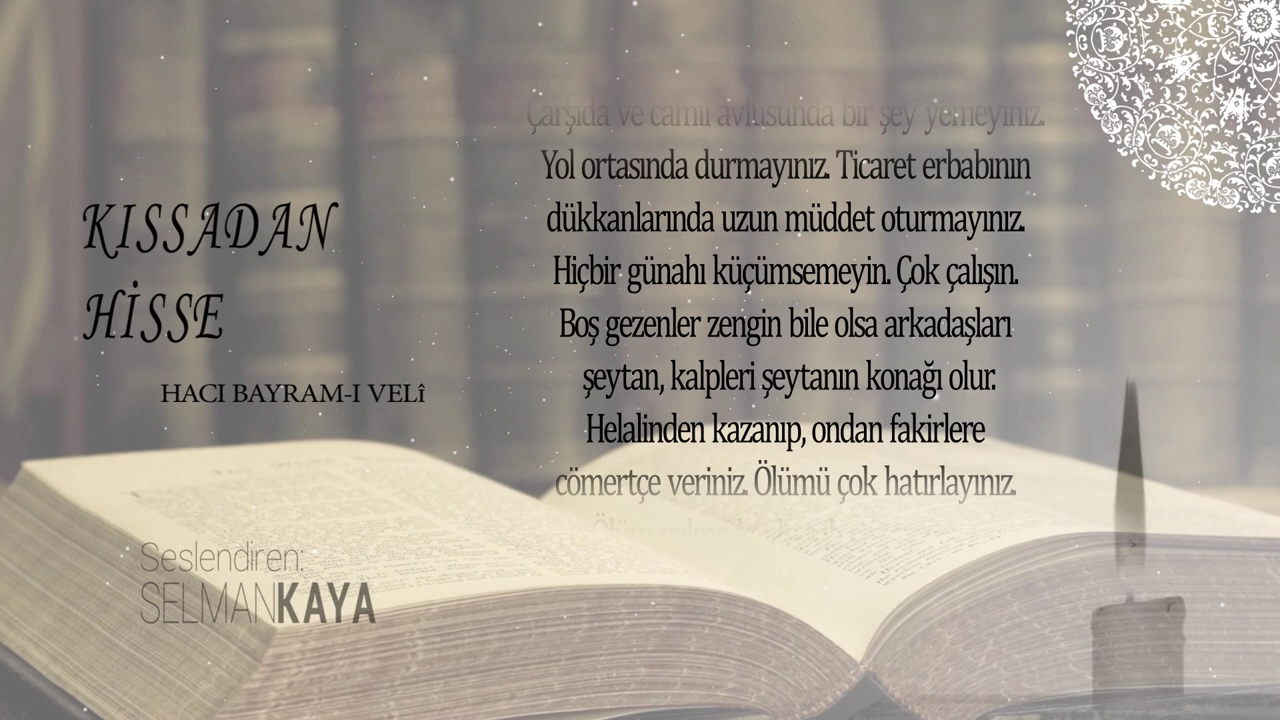 KISSADAN
HİSSE
HACI BAYRAM-I VELî
Seslendiren:
SELMANKAYA
Çarşıda ve camii avlusunda bir şey yemeyiniz.
Yol ortasında durmayınız. Ticaret erbabının
dükkanlarında uzun müddet oturmayınız.
Hiçbir günahı küçümsemeyin. Çok çalışın.
Boş gezenler zengin bile olsa arkadaşları
şeytan, kalpleri şeytanın konağı olur.
Helalinden kazanıp, ondan fakirlere
cömertçe veriniz. Ölümü çok hatırlayınız.